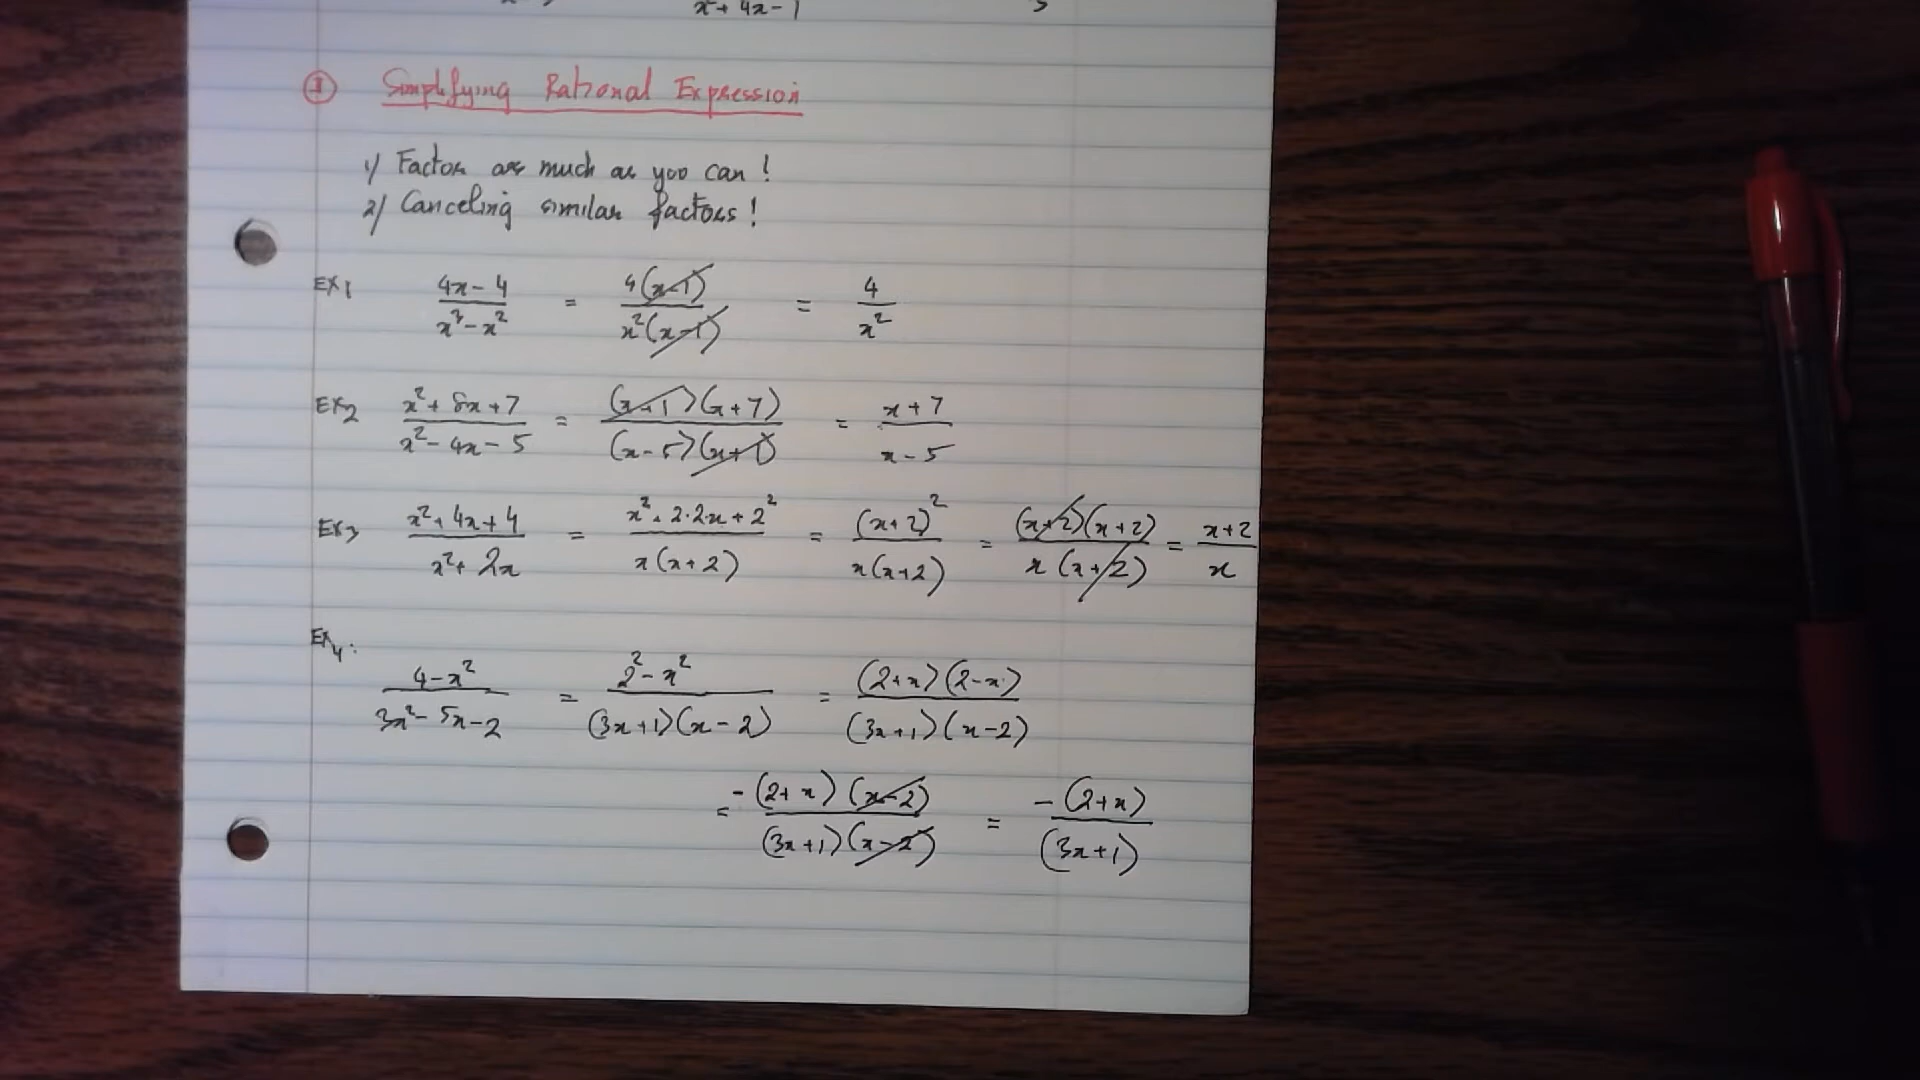 x²+4x-1
① Simplifying Rational Expression
1) Factor as much as you can!
2) Canceling similar factors!
EX1 (4x-4)/(x³-x²) = 4(x-1)/x²(x-1) = 4/x²
EX2 (x²+8x+7)/(x²-4x-5) = (x+1)(x+7)/(x-5)(x+1) = (x+7)/(x-5)
EX3 (x²+4x+4)/(x²+2x) = (x²+2·2x+2²)/x(x+2) = (x+2)²/x(x+2) = (x+2)(x+2)/x(x+2) = (x+2)/x
EX4:
(4-x²)/(3x²-5x-2) = (2²-x²)/(3x+1)(x-2) = (2+x)(2-x)/(3x+1)(x-2)
= -(2+x)(x-2)/(3x+1)(x-2) = -(2+x)/(3x+1)